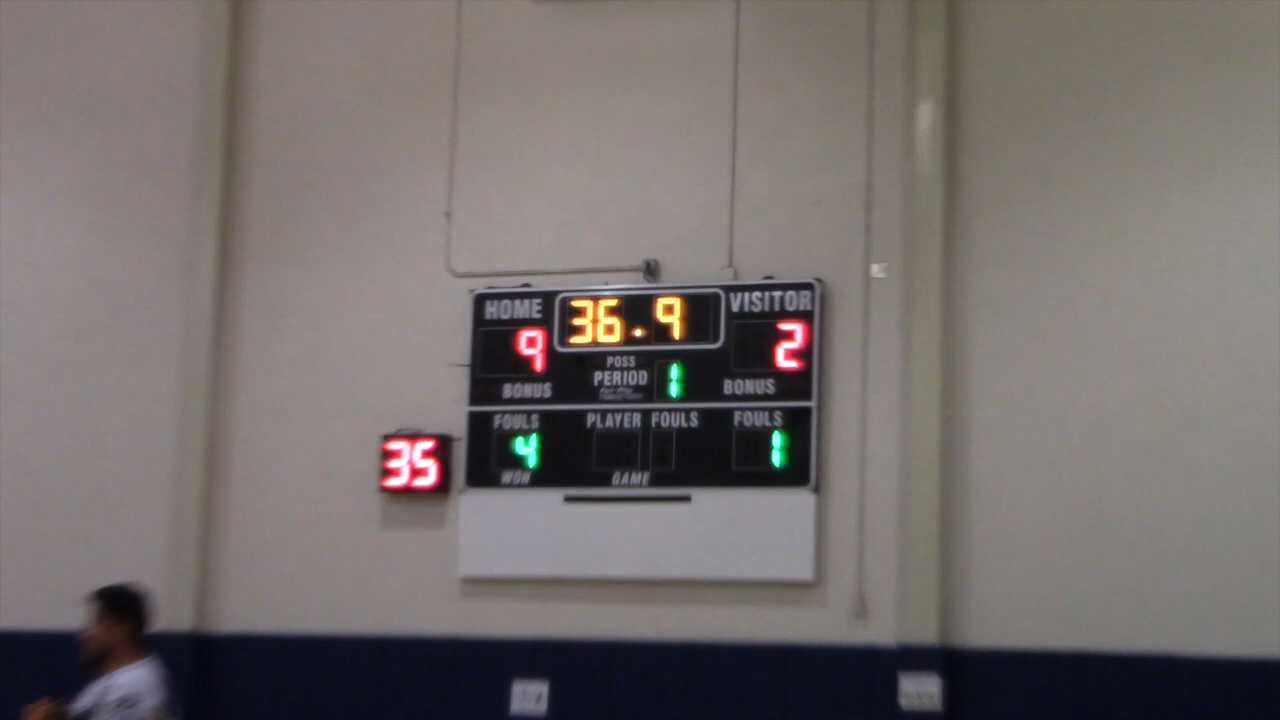 HOME 36.9 VISITOR
9 2
POSS
PERIOD 1
BONUS BONUS
FOULS PLAYER FOULS FOULS
4 1
WON GAME
35